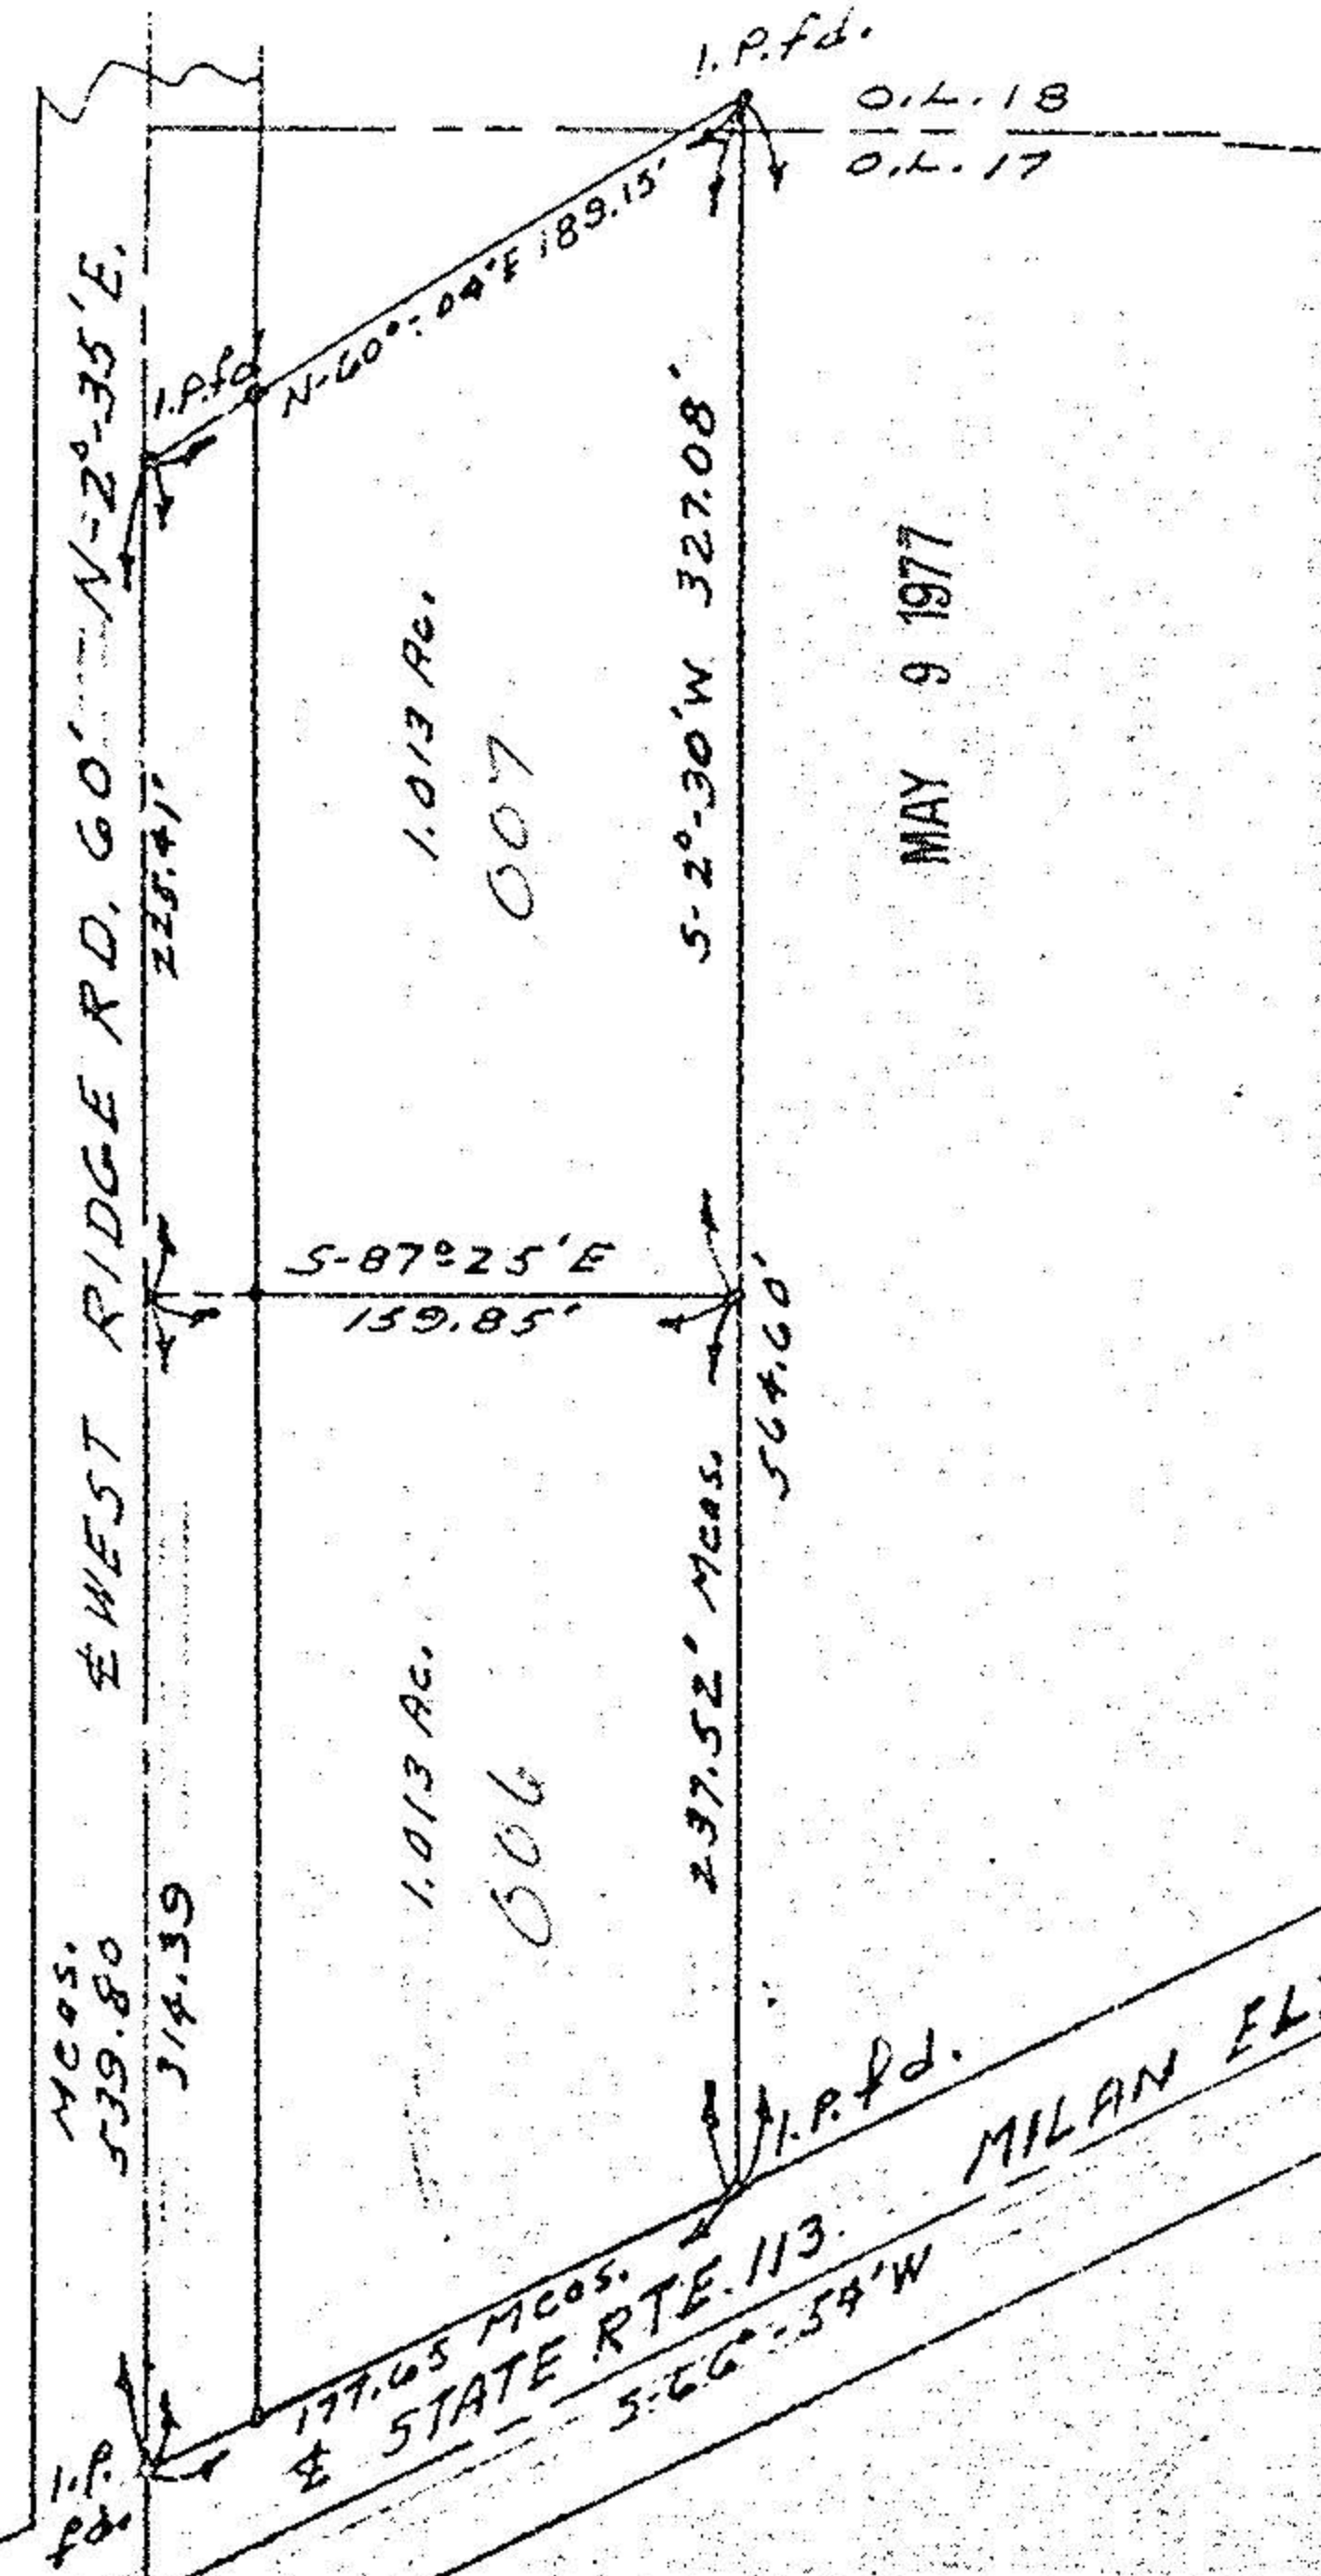 I.P.fd.
O.L. 18
O.L. 17
N-60°-04'E 189.15'
I.P.fd
℄ WEST RIDGE RD. 60' N-2°-35'E.
225.41'
1.013 Ac.
007
S-2°-30'W 327.08'
MAY 9 1977
S-87°25'E
159.85'
564.60'
237.52' Meas.
1.013 Ac.
006
Meas.
539.80
314.39
I.P.fd.
MILAN EL
177.65 Meas.
℄ STATE RTE. 113
S-66°-54'W
I.P.
fd.